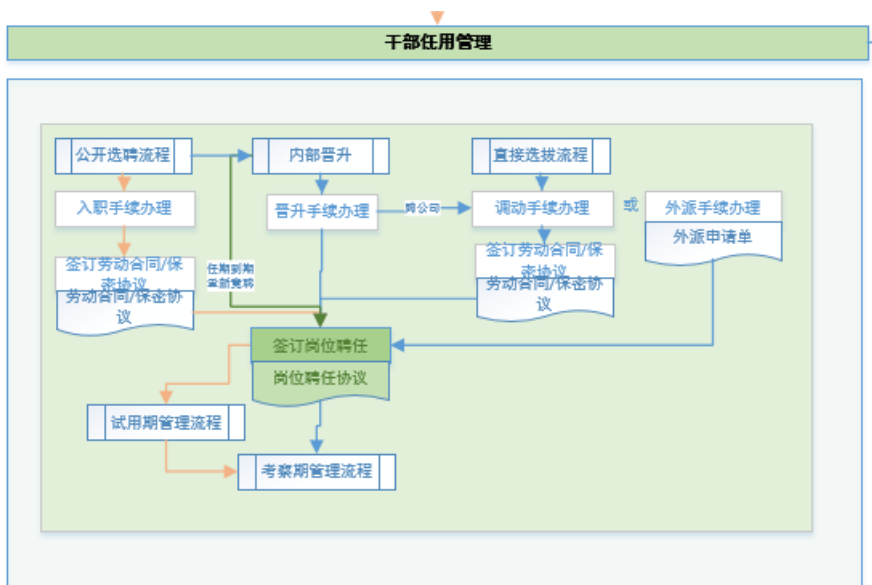 干部任用管理
公开选聘流程
内部晋升
直接选拔流程
入职手续办理
晋升手续办理
跨公司
调动手续办理
或
外派手续办理
外派申请单
签订劳动合同/保
密协议
劳动合同/保密协
议
任期到期
重新竞聘
签订劳动合同/保
密协议
劳动合同/保密协
议
签订岗位聘任
岗位聘任协议
试用期管理流程
考察期管理流程